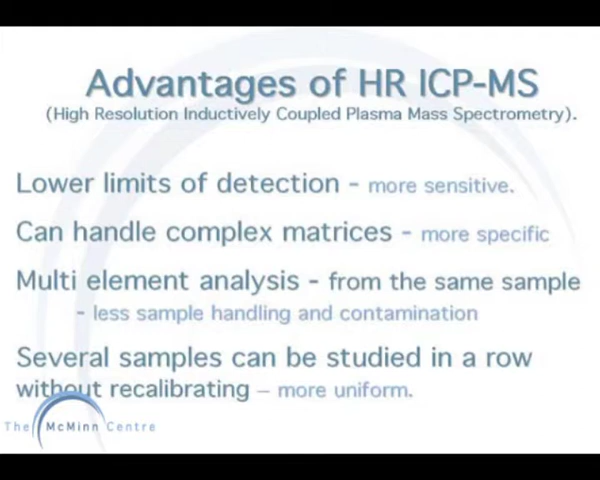 Advantages of HR ICP-MS
(High Resolution Inductively Coupled Plasma Mass Spectrometry).
Lower limits of detection - more sensitive.
Can handle complex matrices - more specific
Multi element analysis - from the same sample
- less sample handling and contamination
Several samples can be studied in a row
without recalibrating – more uniform.
The McMinn Centre